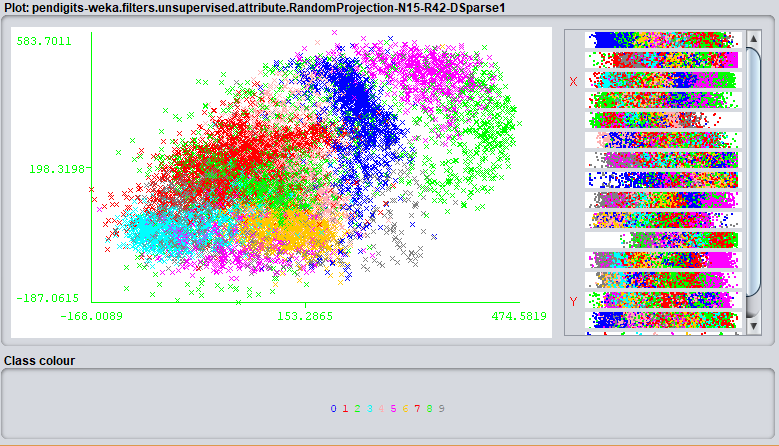 Plot: pendigits-weka.filters.unsupervised.attribute.RandomProjection-N15-R42-DSparse1
583.7011
X
198.3198
Y
-187.0615
-168.0089 153.2865 474.5819
Class colour
0 1 2 3 4 5 6 7 8 9